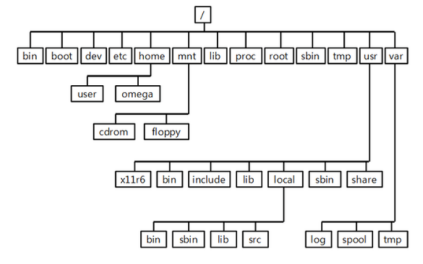 /
bin boot dev etc home mnt lib proc root sbin tmp usr var
user omega
cdrom floppy
x11r6 bin include lib local sbin share
bin sbin lib src log spool tmp